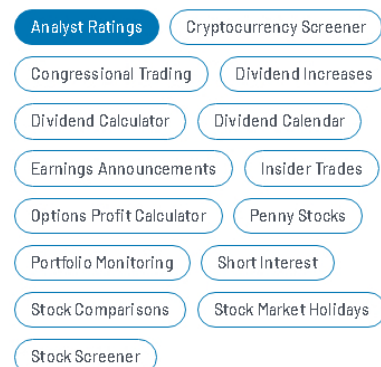 Analyst Ratings Cryptocurrency Screener
Congressional Trading Dividend Increases
Dividend Calculator Dividend Calendar
Earnings Announcements Insider Trades
Options Profit Calculator Penny Stocks
Portfolio Monitoring Short Interest
Stock Comparisons Stock Market Holidays
Stock Screener